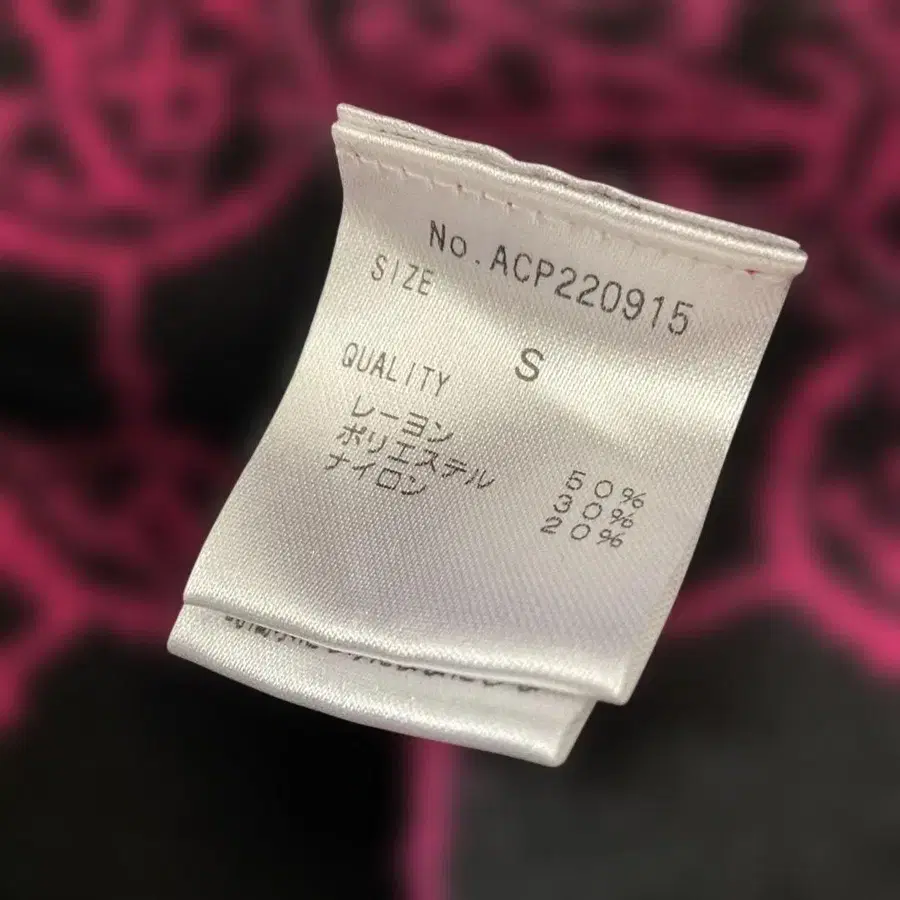 No.ACP220915
SIZE
S
QUALITY
レーヨン 50%
ポリエステル 30%
ナイロン 20%